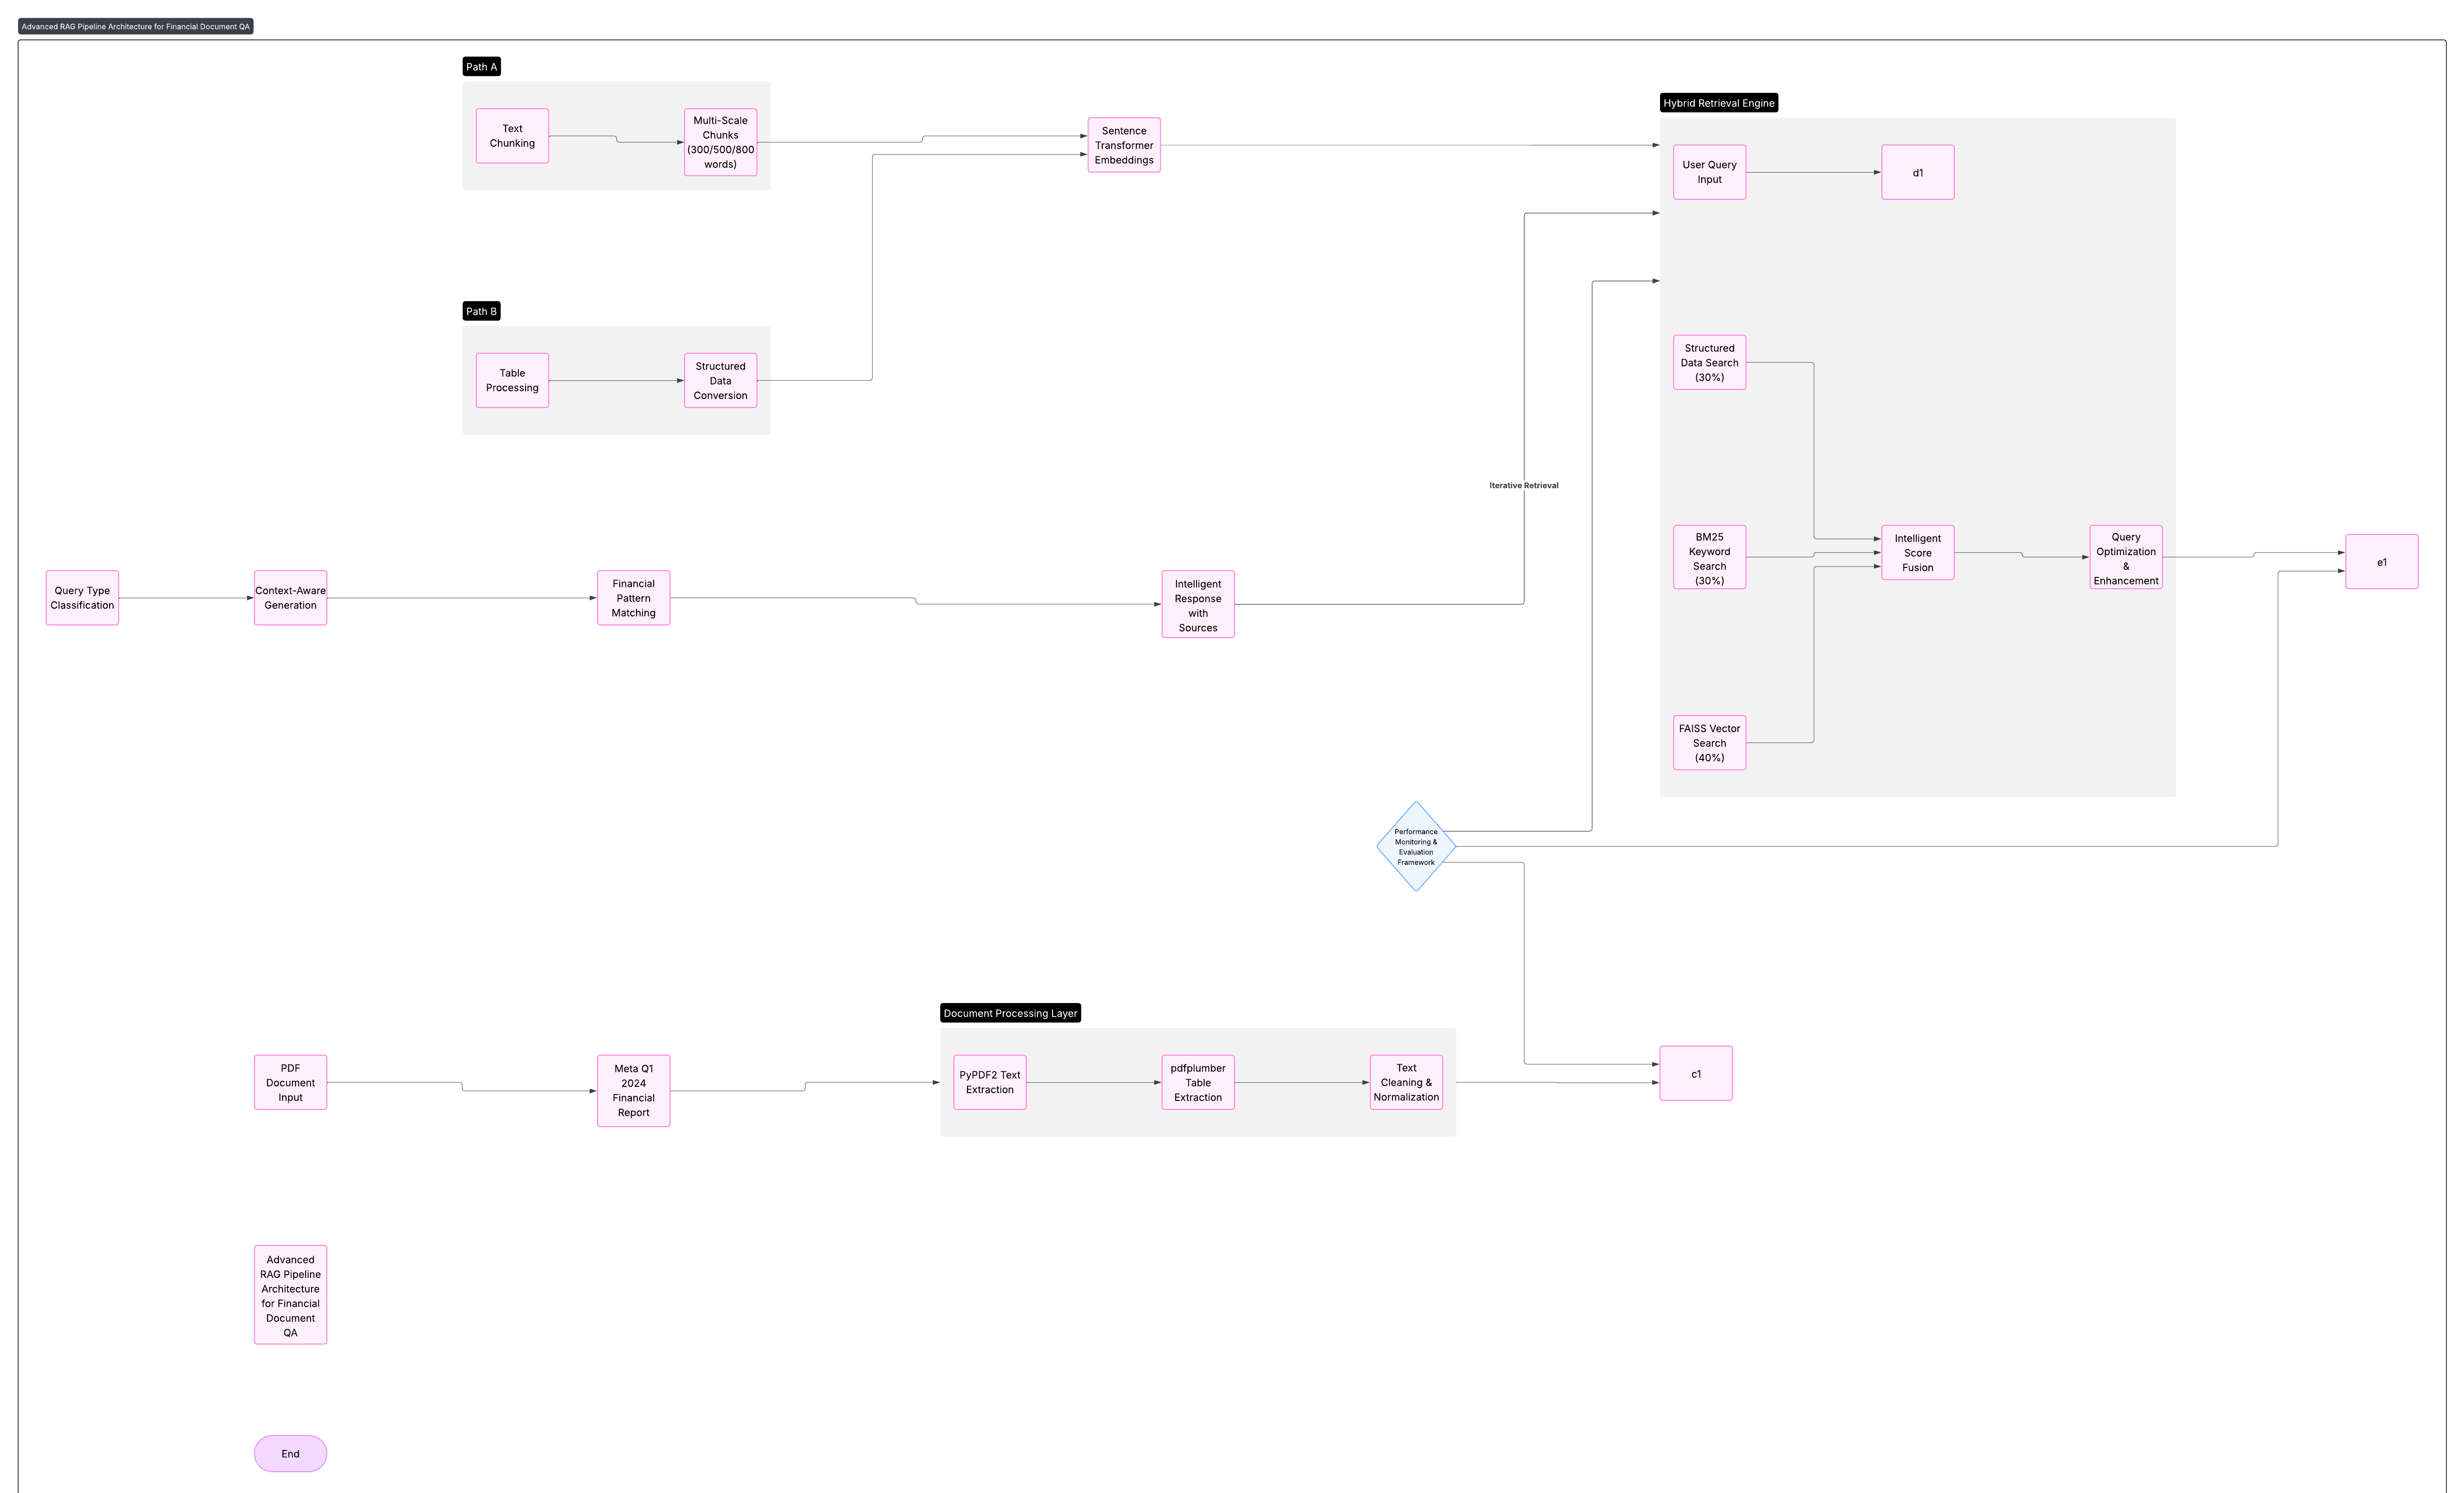 Advanced RAG Pipeline Architecture for Financial Document QA
Path A
Text
Chunking
Multi-Scale
Chunks
(300/500/800
words)
Sentence
Transformer
Embeddings
Hybrid Retrieval Engine
User Query
Input
d1
Path B
Table
Processing
Structured
Data
Conversion
Structured
Data Search
(30%)
Iterative Retrieval
BM25
Keyword
Search
(30%)
Intelligent
Score
Fusion
Query
Optimization
&
Enhancement
e1
Query Type
Classification
Context-Aware
Generation
Financial
Pattern
Matching
Intelligent
Response
with
Sources
FAISS Vector
Search
(40%)
Performance
Monitoring &
Evaluation
Framework
Document Processing Layer
PDF
Document
Input
Meta Q1
2024
Financial
Report
PyPDF2 Text
Extraction
pdfplumber
Table
Extraction
Text
Cleaning &
Normalization
c1
Advanced
RAG Pipeline
Architecture
for Financial
Document
QA
End